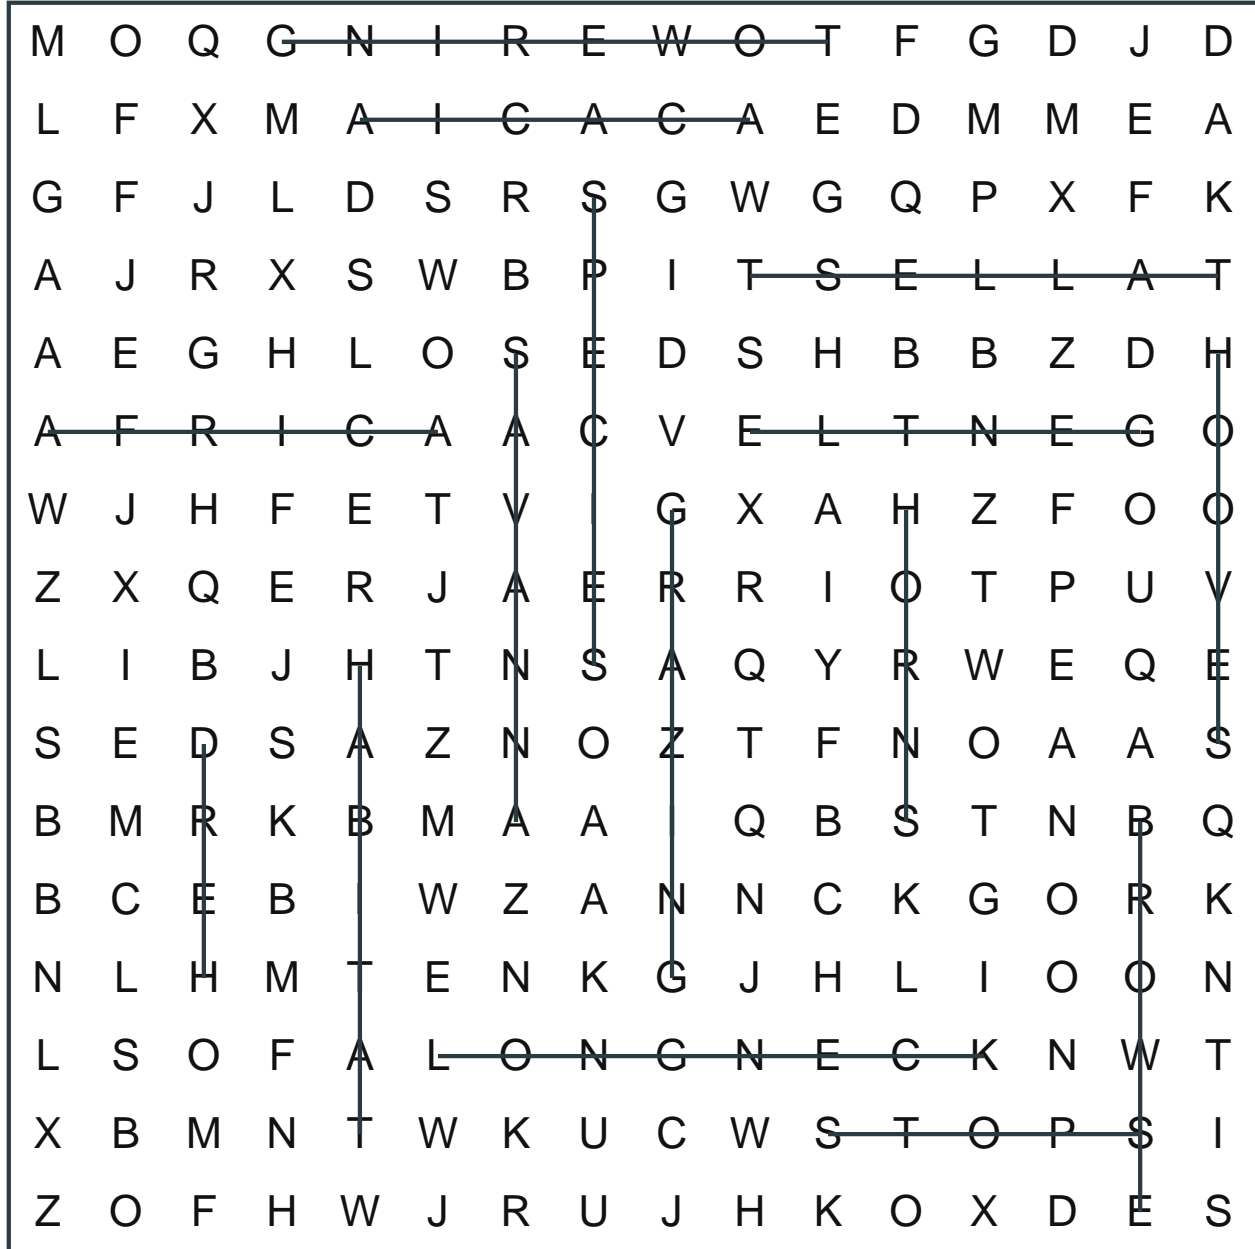 M O Q G N I R E W O T F G D J D
L F X M A I C A C A E D M M E A
G F J L D S R S G W G Q P X F K
A J R X S W B P I T S E L L A T
A E G H L O S E D S H B B Z D H
A F R I C A A C V E L T N E G O
W J H F E T V I G X A H Z F O O
Z X Q E R J A E R R I O T P U V
L I B J H T N S A Q Y R W E Q E
S E D S A Z N O Z T F N O A A S
B M R K B M A A I Q B S T N B Q
B C E B I W Z A N N C K G O R K
N L H M T E N K G J H L I O O N
L S O F A L O N G N E C K N W T
X B M N T W K U C W S T O P S I
Z O F H W J R U J H K O X D E S